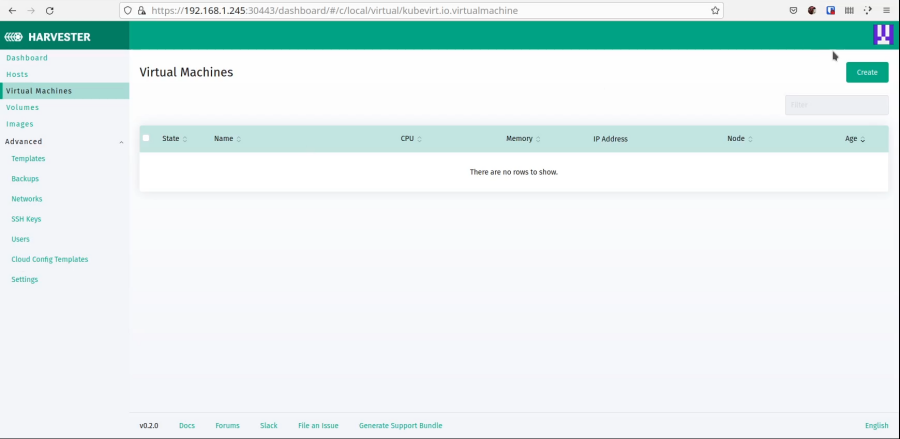 https://192.168.1.245:30443/dashboard/#/c/local/virtual/kubevirt.io.virtualmachine
HARVESTER
Dashboard
Hosts
Virtual Machines
Volumes
Images
Advanced
Templates
Backups
Networks
SSH Keys
Users
Cloud Config Templates
Settings
Virtual Machines
Create
Filter
State Name CPU Memory IP Address Node Age
There are no rows to show.
v0.2.0 Docs Forums Slack File an Issue Generate Support Bundle English